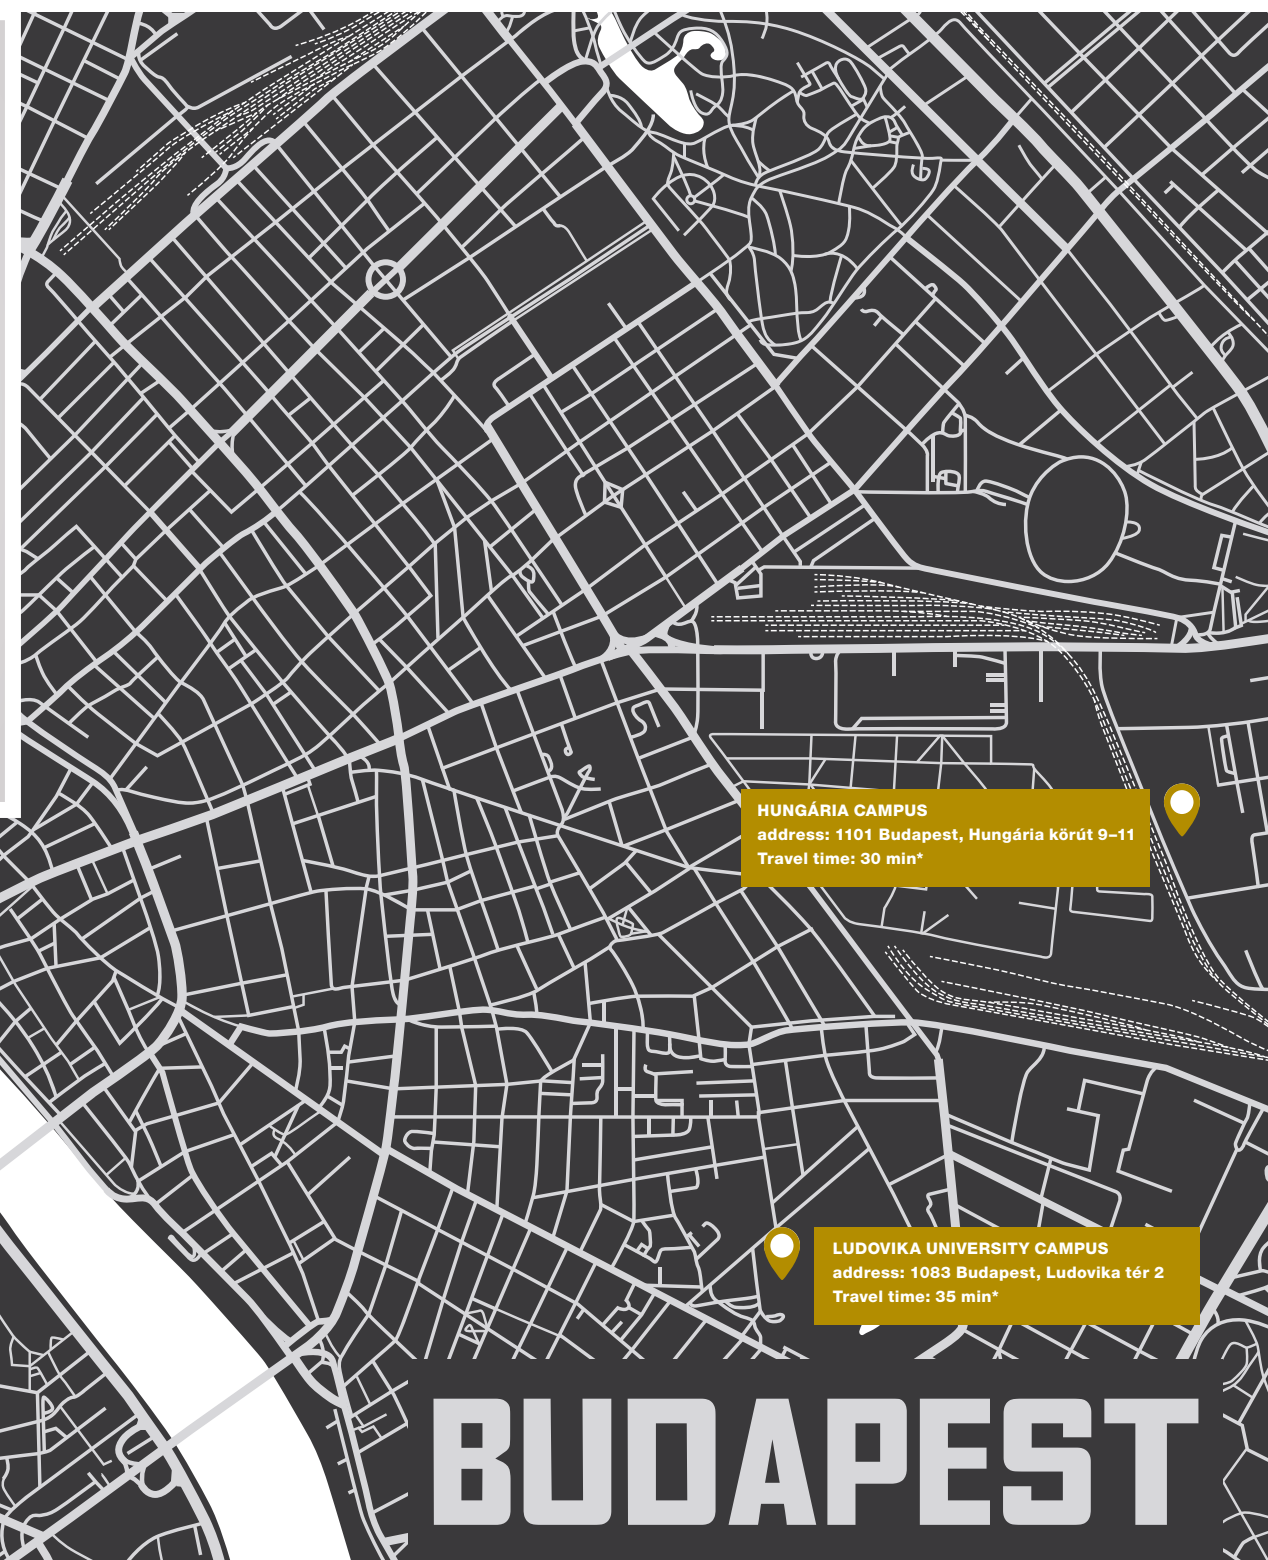 HUNGÁRIA CAMPUS
address: 1101 Budapest, Hungária körút 9–11
Travel time: 30 min*
LUDOVIKA UNIVERSITY CAMPUS
address: 1083 Budapest, Ludovika tér 2
Travel time: 35 min*
BUDAPEST